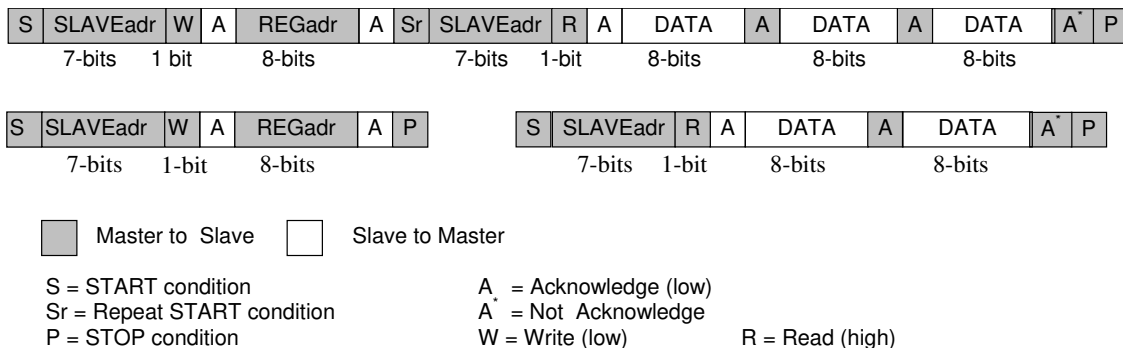 S SLAVEadr W A REGadr A Sr SLAVEadr R A DATA A DATA A DATA A* P
7-bits 1 bit 8-bits 7-bits 1-bit 8-bits 8-bits 8-bits
S SLAVEadr W A REGadr A P S SLAVEadr R A DATA A DATA A* P
7-bits 1-bit 8-bits 7-bits 1-bit 8-bits 8-bits
Master to Slave Slave to Master
S = START condition A = Acknowledge (low)
Sr = Repeat START condition A* = Not Acknowledge
P = STOP condition W = Write (low) R = Read (high)